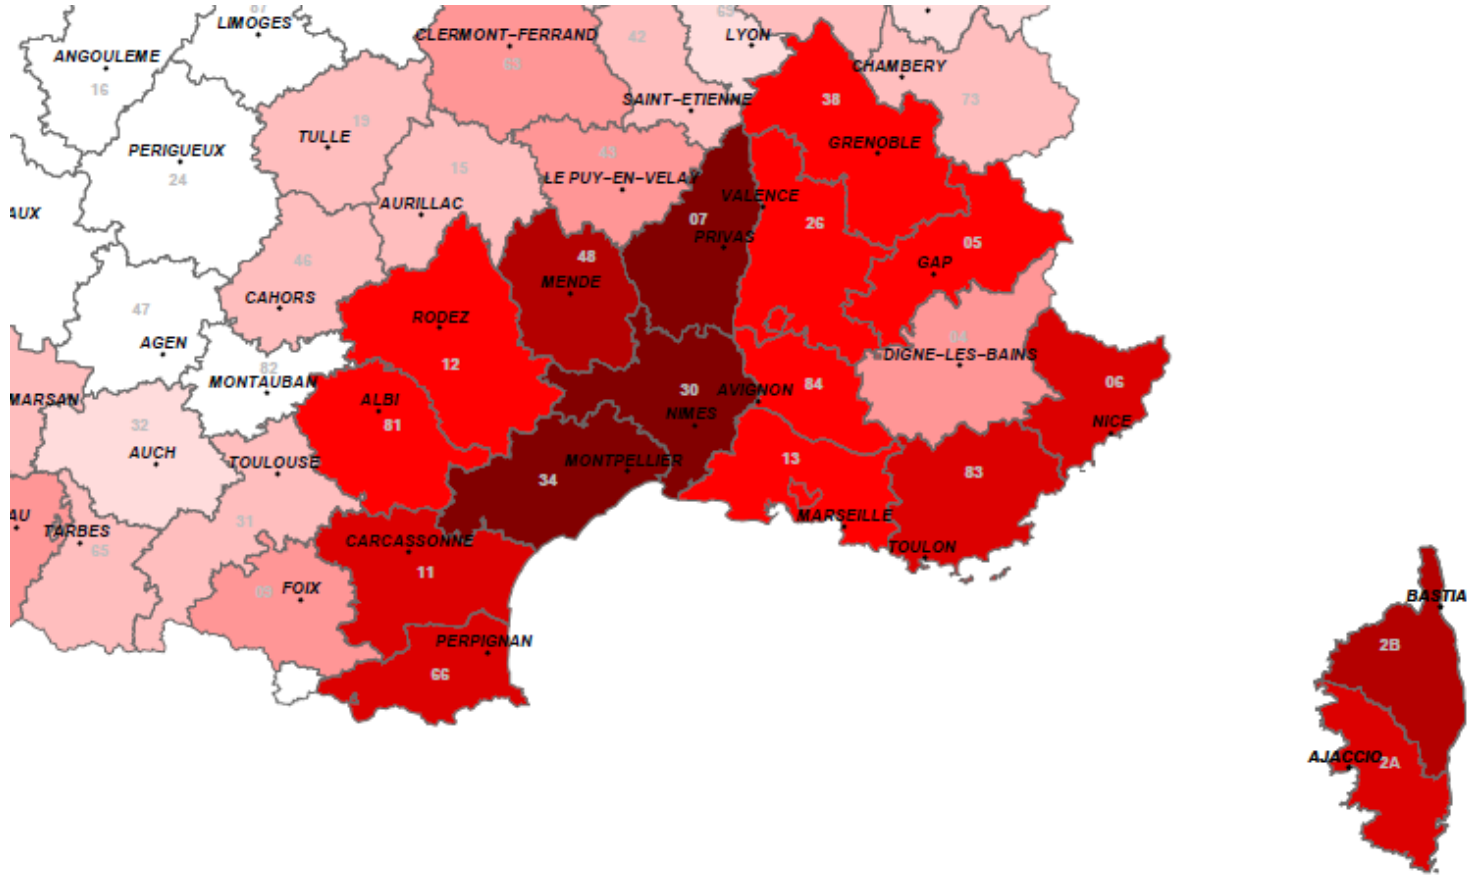 67
LIMOGES
69
CLERMONT-FERRAND
42
LYON
ANGOULEME
63
CHAMBERY
16
SAINT-ETIENNE
38
73
19
TULLE
GRENOBLE
PERIGUEUX
43
24
15
LE PUY-EN-VELAY
AURILLAC
VALENCE
AUX
07
26
PRIVAS
05
46
48
GAP
MENDE
CAHORS
47
RODEZ
AGEN
04
DIGNE-LES-BAINS
82
12
MONTAUBAN
84
06
MARSAN
ALBI
30
AVIGNON
32
81
NIMES
NICE
AUCH
TOULOUSE
MONTPELLIER
13
34
83
AU
TARBES
31
MARSEILLE
65
CARCASSONNE
TOULON
11
09
FOIX
BASTIA
PERPIGNAN
2B
66
AJACCIO
2A